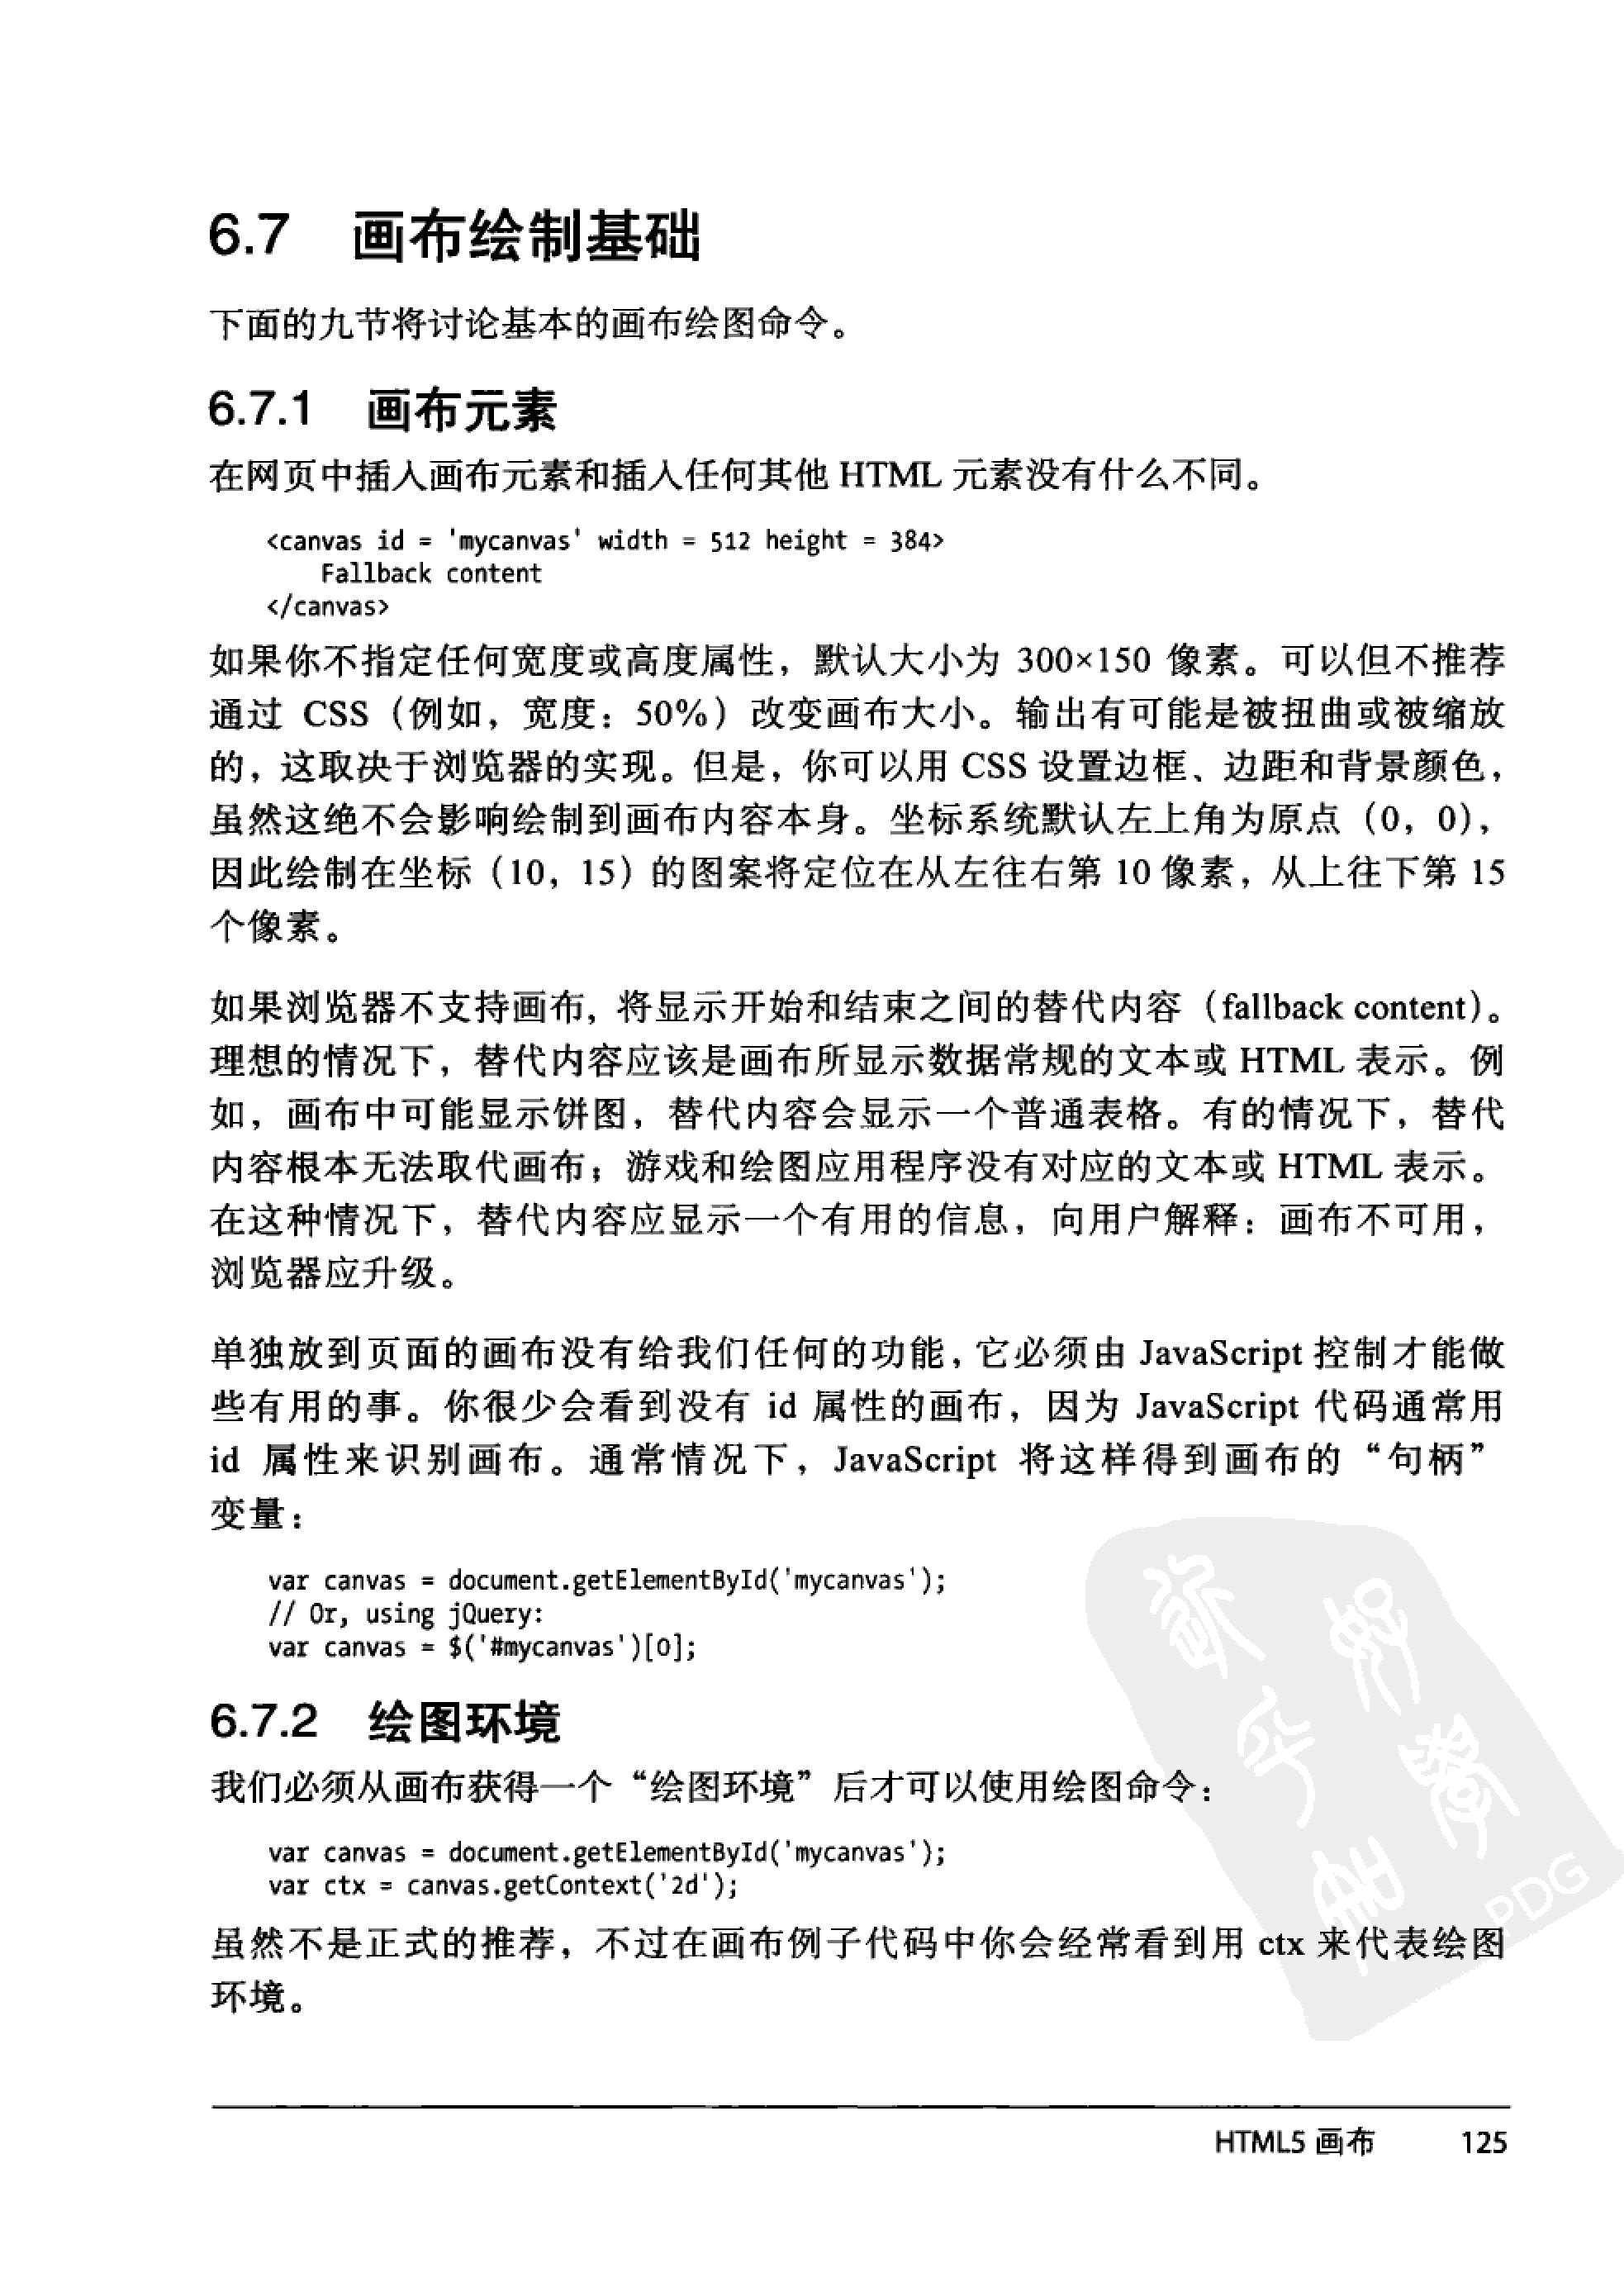 6.7 画布绘制基础
下面的九节将讨论基本的画布绘图命令。
6.7.1 画布元素
在网页中插入画布元素和插入任何其他 HTML 元素没有什么不同。
<canvas id = 'mycanvas' width = 512 height = 384>
Fallback content
</canvas>
如果你不指定任何宽度或高度属性，默认大小为 300×150 像素。可以但不推荐
通过 CSS（例如，宽度：50%）改变画布大小。输出有可能是被扭曲或被缩放
的，这取决于浏览器的实现。但是，你可以用 CSS 设置边框、边距和背景颜色，
虽然这绝不会影响绘制到画布内容本身。坐标系统默认左上角为原点（0，0），
因此绘制在坐标（10，15）的图案将定位在从左往右第 10 像素，从上往下第 15
个像素。
如果浏览器不支持画布，将显示开始和结束之间的替代内容（fallback content）。
理想的情况下，替代内容应该是画布所显示数据常规的文本或 HTML 表示。例
如，画布中可能显示饼图，替代内容会显示一个普通表格。有的情况下，替代
内容根本无法取代画布；游戏和绘图应用程序没有对应的文本或 HTML 表示。
在这种情况下，替代内容应显示一个有用的信息，向用户解释：画布不可用，
浏览器应升级。
单独放到页面的画布没有给我们任何的功能，它必须由 JavaScript 控制才能做
些有用的事。你很少会看到没有 id 属性的画布，因为 JavaScript 代码通常用
id 属性来识别画布。通常情况下，JavaScript 将这样得到画布的“句柄”
变量：
var canvas = document.getElementById('mycanvas');
// Or, using jQuery:
var canvas = $('#mycanvas')[0];
6.7.2 绘图环境
我们必须从画布获得一个“绘图环境”后才可以使用绘图命令：
var canvas = document.getElementById('mycanvas');
var ctx = canvas.getContext('2d');
虽然不是正式的推荐，不过在画布例子代码中你会经常看到用 ctx 来代表绘图
环境。
PDG
HTML5 画布 125